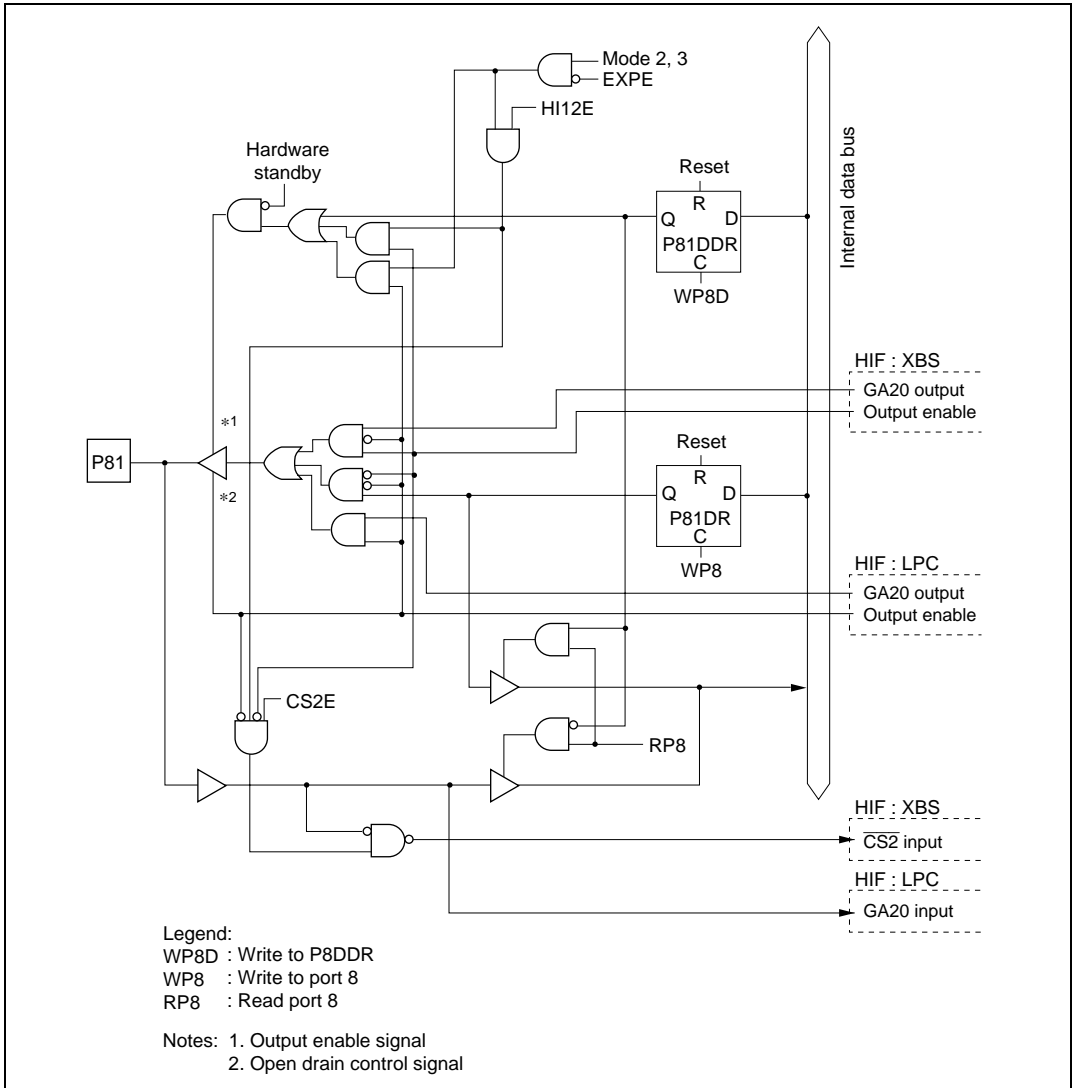 Mode 2, 3
EXPE
HI12E
Hardware
standby
Reset
R
Q D
P81DDR
C
WP8D
Internal data bus
HIF : XBS
GA20 output
Output enable
*1
P81
*2
Reset
R
Q D
P81DR
C
WP8
HIF : LPC
GA20 output
Output enable
CS2E
RP8
HIF : XBS
CS2 input
HIF : LPC
GA20 input
Legend:
WP8D : Write to P8DDR
WP8 : Write to port 8
RP8 : Read port 8
Notes: 1. Output enable signal
2. Open drain control signal